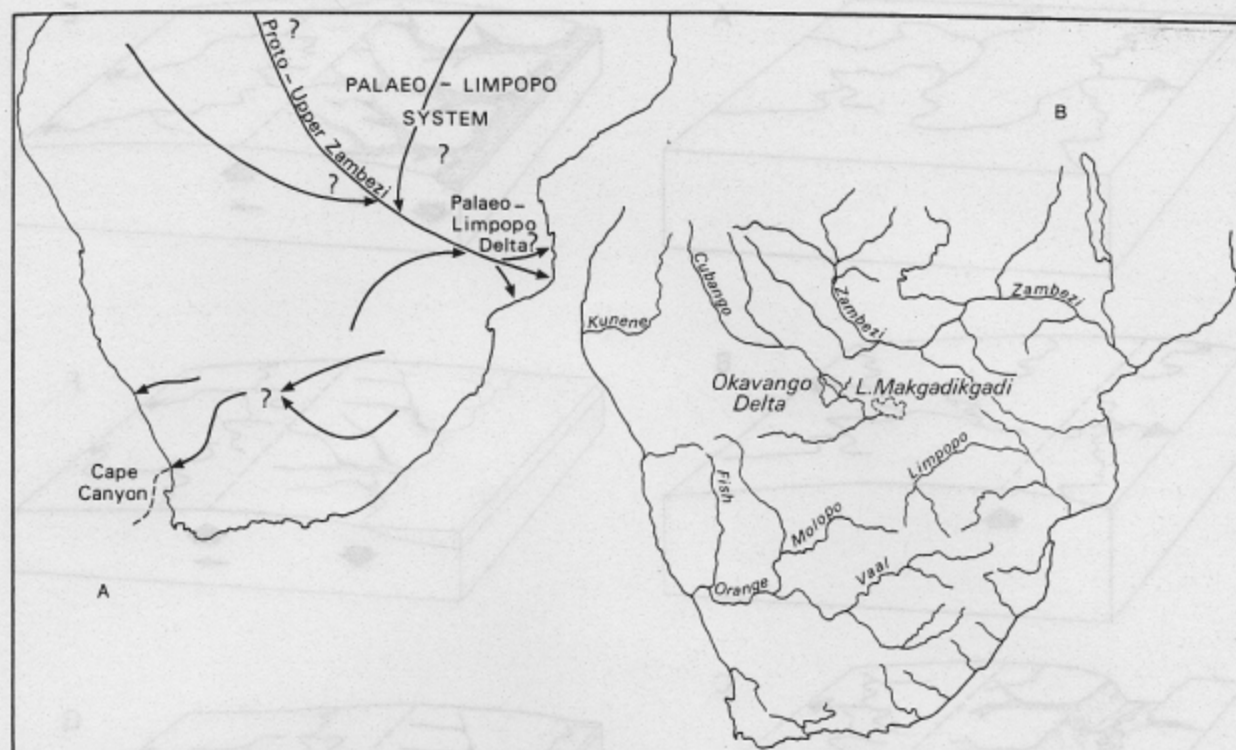 ?
Proto – Upper Zambezi
PALAEO – LIMPOPO
SYSTEM
?
?
Palaeo –
Limpopo
Delta?
?
Cape
Canyon
A
B
Kunene
Cubango
Zambezi
Zambezi
Okavango
Delta
L. Makgadikgadi
Limpopo
Fish
Molopo
Orange
Vaal